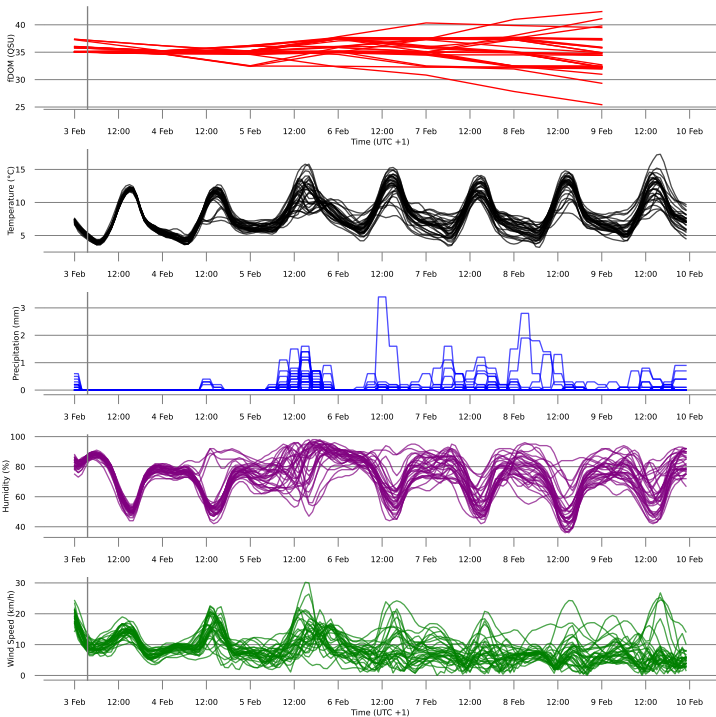 40
35
30
25
fDOM (QSU)
3 Feb 12:00 4 Feb 12:00 5 Feb 12:00 6 Feb 12:00 7 Feb 12:00 8 Feb 12:00 9 Feb 12:00 10 Feb
Time (UTC +1)
15
10
5
Temperature (°C)
3 Feb 12:00 4 Feb 12:00 5 Feb 12:00 6 Feb 12:00 7 Feb 12:00 8 Feb 12:00 9 Feb 12:00 10 Feb
3
2
1
0
Precipitation (mm)
3 Feb 12:00 4 Feb 12:00 5 Feb 12:00 6 Feb 12:00 7 Feb 12:00 8 Feb 12:00 9 Feb 12:00 10 Feb
100
80
60
40
Humidity (%)
3 Feb 12:00 4 Feb 12:00 5 Feb 12:00 6 Feb 12:00 7 Feb 12:00 8 Feb 12:00 9 Feb 12:00 10 Feb
30
20
10
0
Wind Speed (km/h)
3 Feb 12:00 4 Feb 12:00 5 Feb 12:00 6 Feb 12:00 7 Feb 12:00 8 Feb 12:00 9 Feb 12:00 10 Feb
Time (UTC +1)